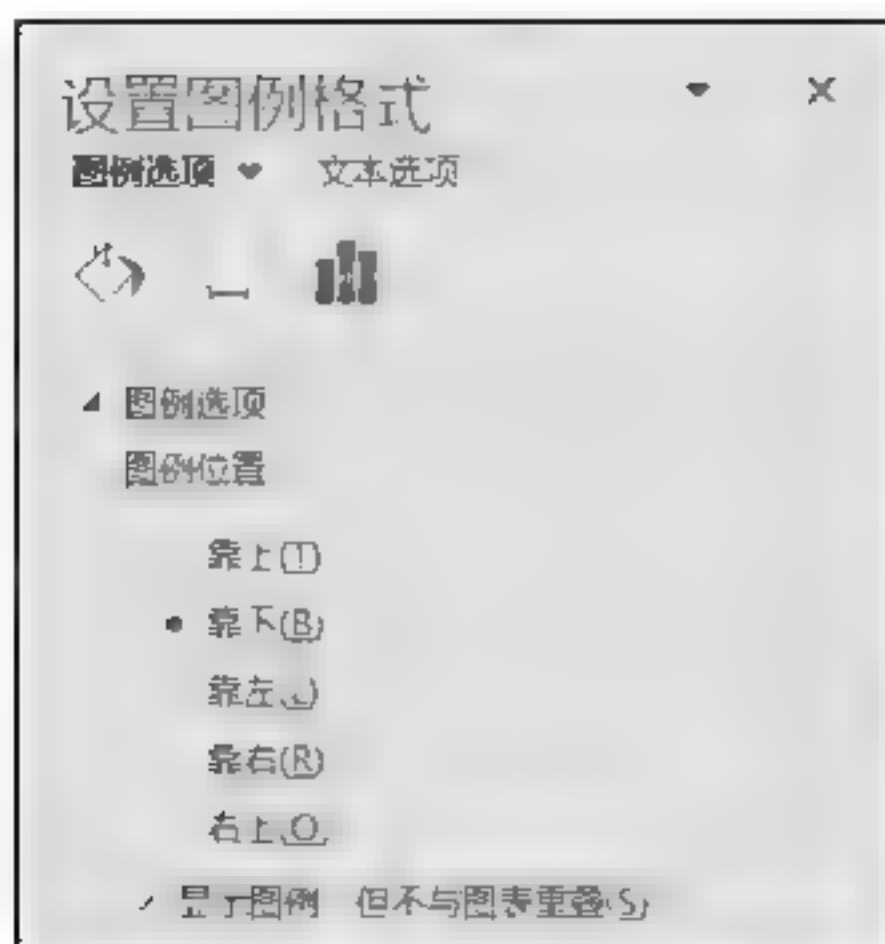 设置图例格式
图例选项 文本选项
图例选项
图例位置
靠上(T)
靠下(B)
靠左(L)
靠右(R)
右上(O)
显示图例，但不与图表重叠(S)